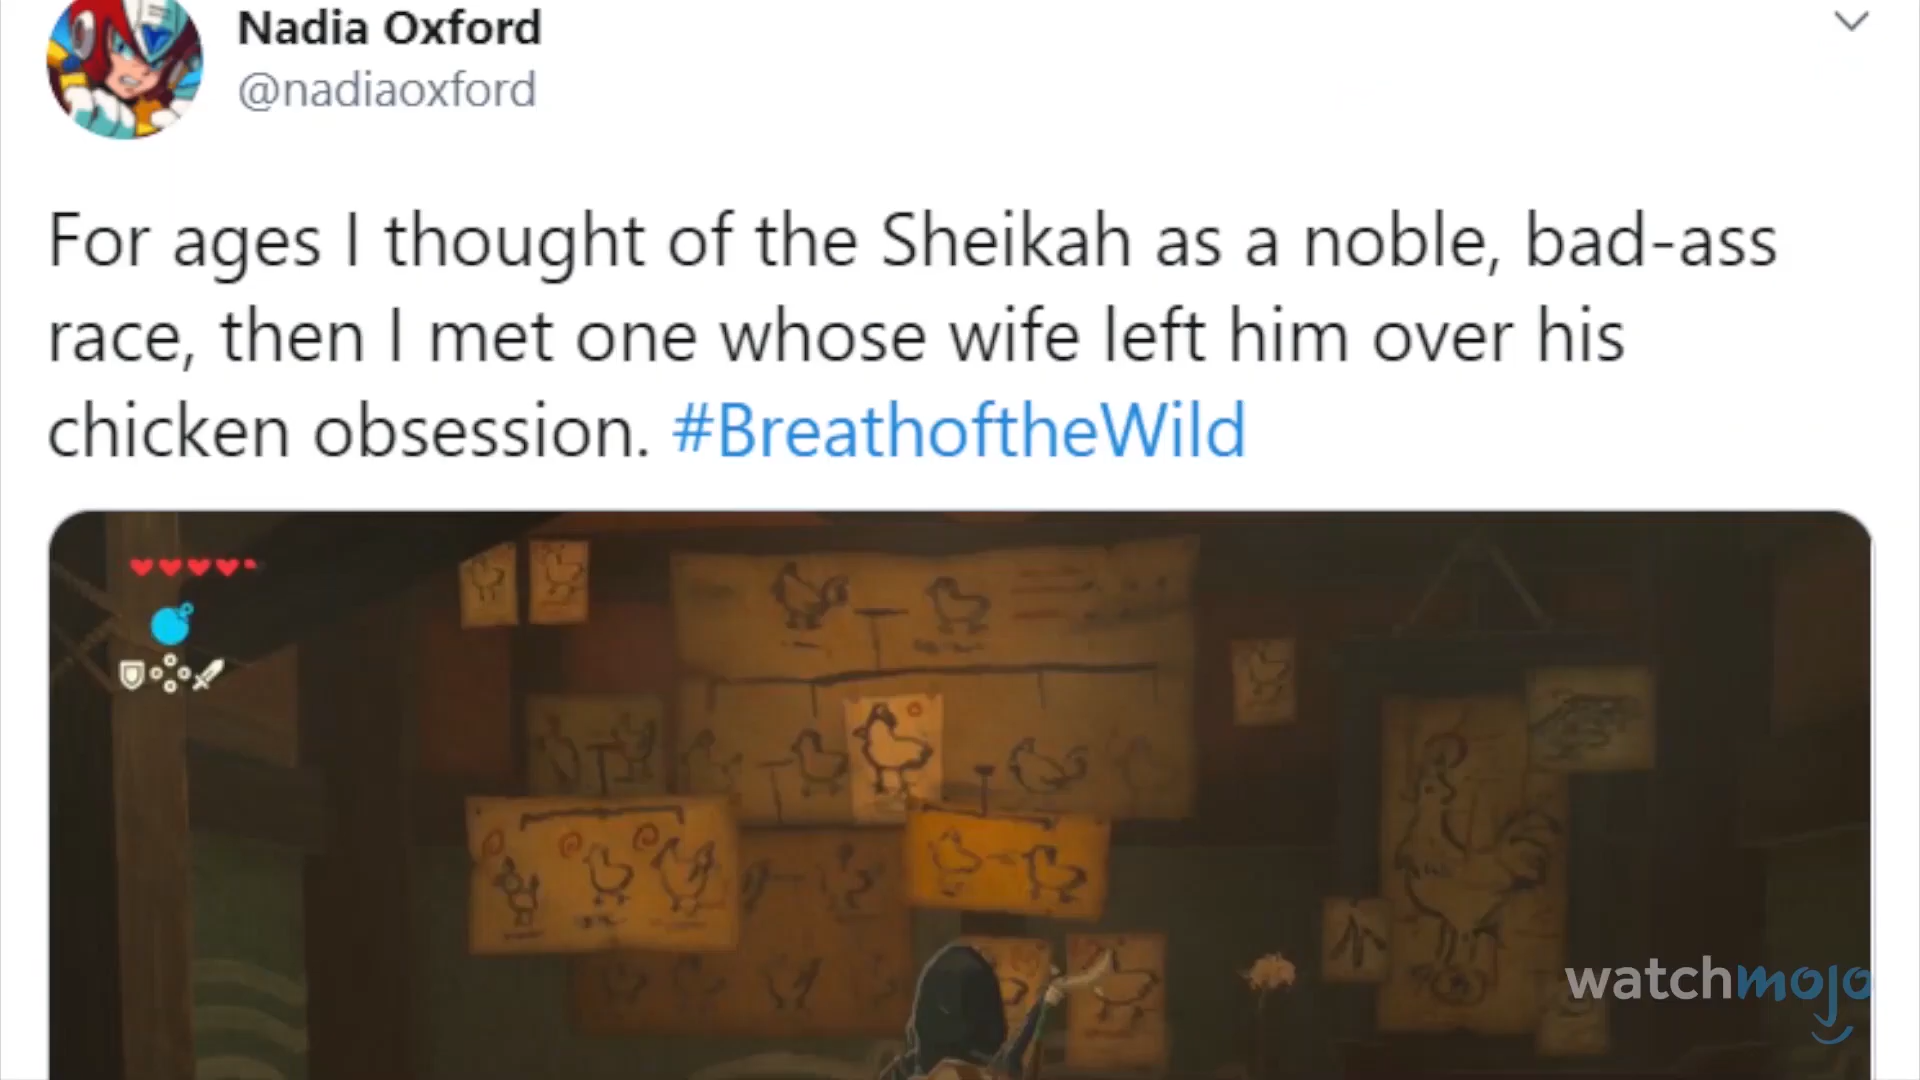 Nadia Oxford
@nadiaoxford
For ages I thought of the Sheikah as a noble, bad-ass
race, then I met one whose wife left him over his
chicken obsession. #BreathoftheWild
watchmojo